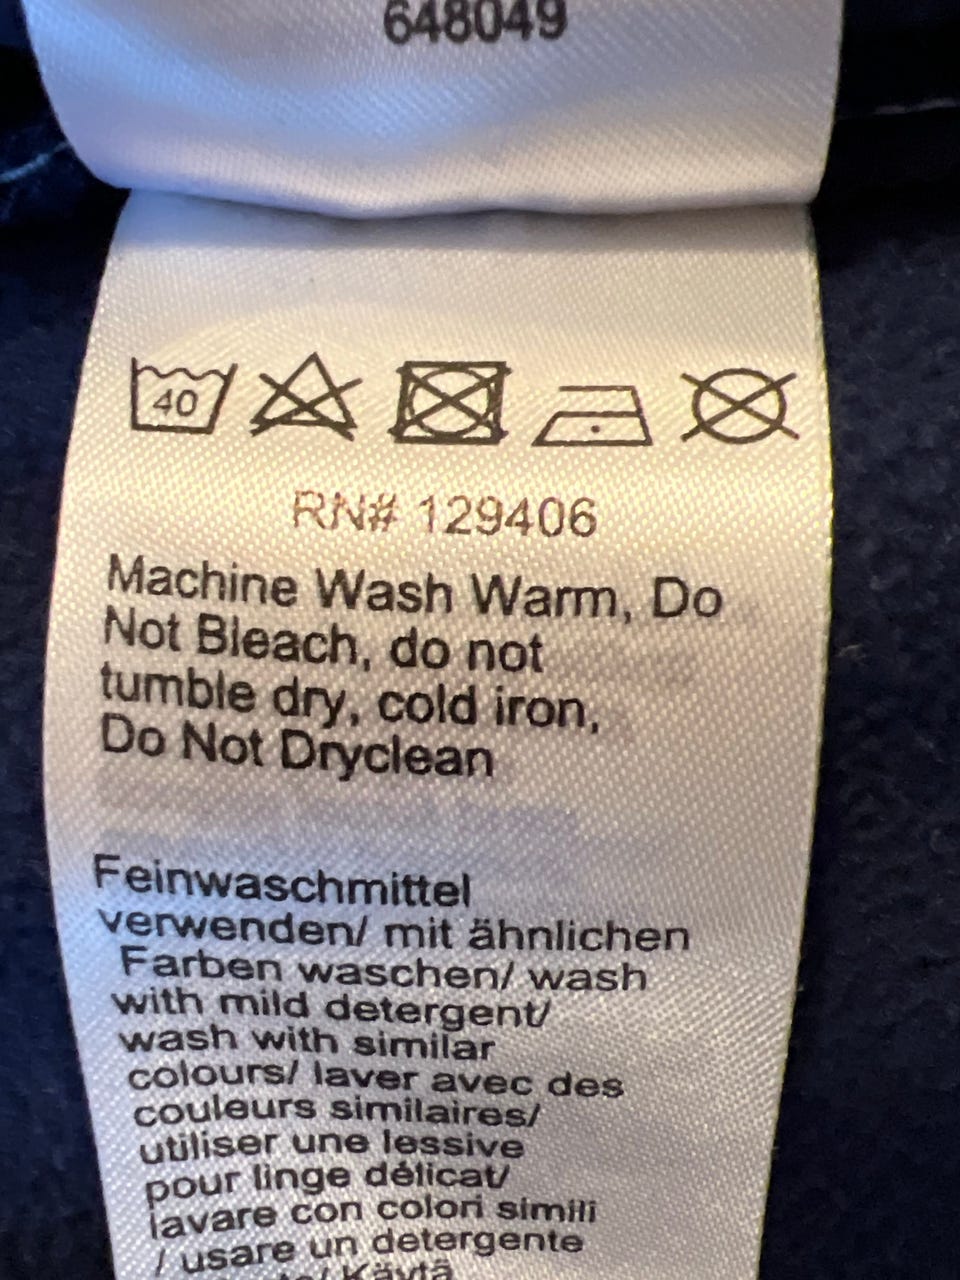 648049
40
RN# 129406
Machine Wash Warm, Do
Not Bleach, do not
tumble dry, cold iron,
Do Not Dryclean
Feinwaschmittel
verwenden/ mit ähnlichen
Farben waschen/ wash
with mild detergent/
wash with similar
colours/ laver avec des
couleurs similaires/
utiliser une lessive
pour linge délicat/
lavare con colori simili
/ usare un detergente
Käytä